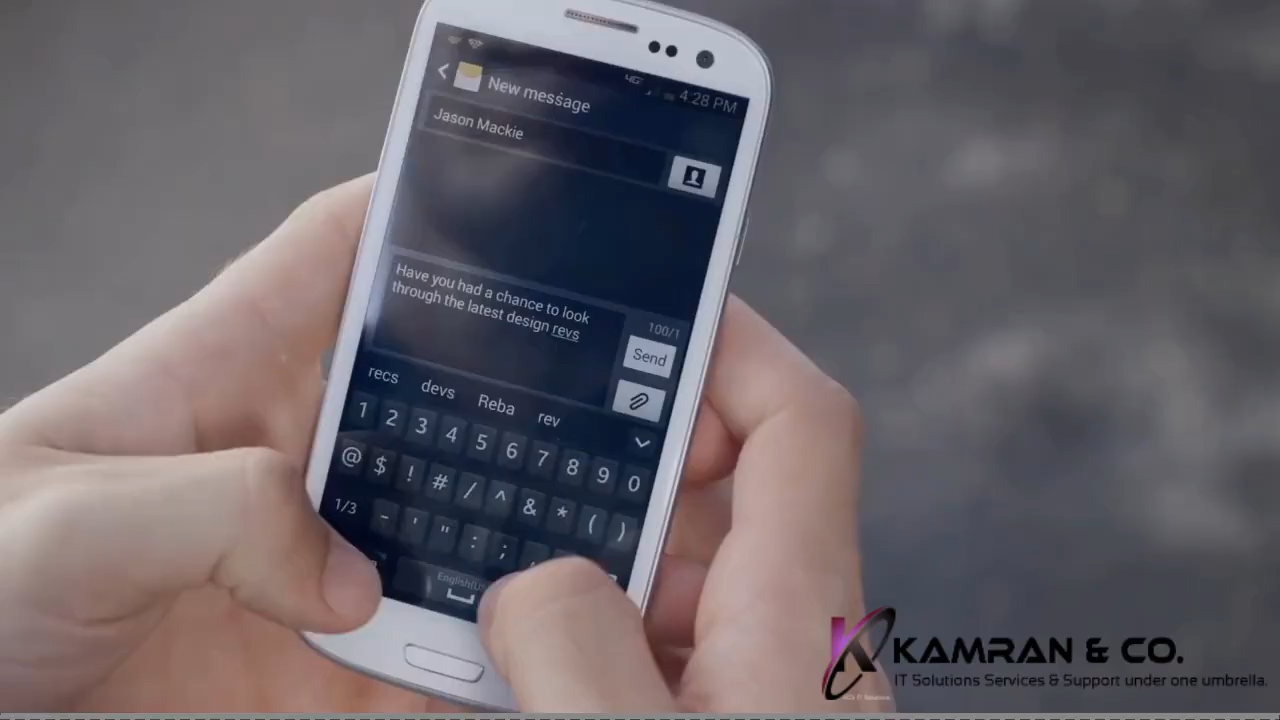 4G
4:28 PM
New message
Jason Mackie
Have you had a chance to look
through the latest design revs
100/1
Send
recs devs Reba rev
1 2 3 4 5 6 7 8 9 0
@ $ ! # / ^ & * ( )
1/3 - ' " : ;
KAMRAN & CO.
IT Solutions Services & Support under one umbrella.